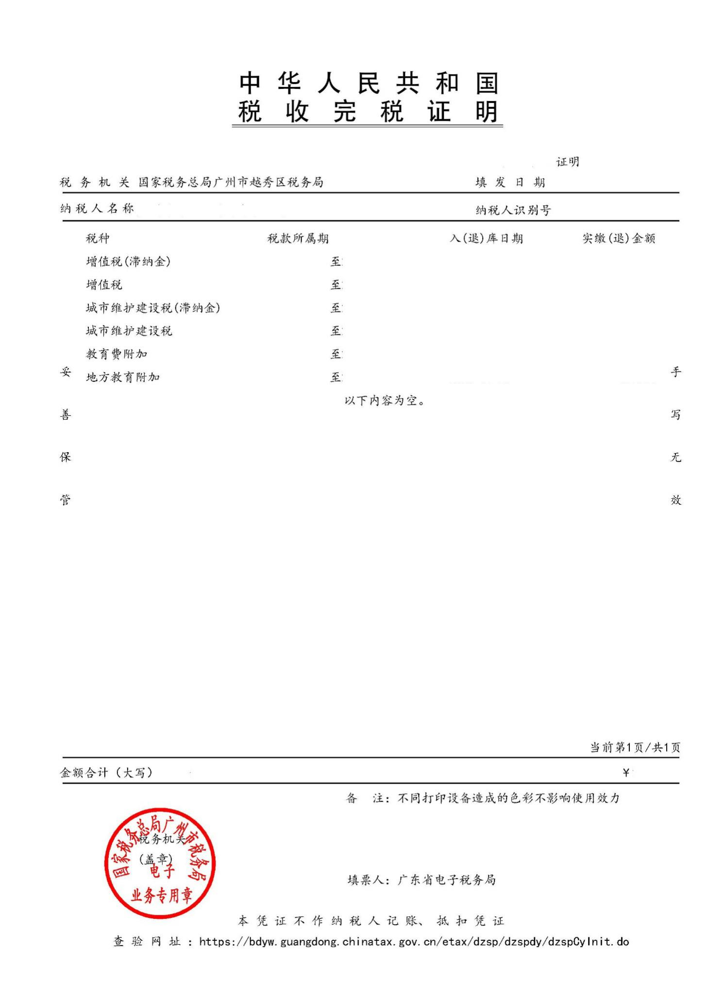 中华人民共和国
税收完税证明
证明
税务机关 国家税务总局广州市越秀区税务局 填发日期
纳税人名称 纳税人识别号
税种 税款所属期 入(退)库日期 实缴(退)金额
增值税(滞纳金) 至
增值税 至
城市维护建设税(滞纳金) 至
城市维护建设税 至
教育费附加 至
地方教育附加 至
以下内容为空。
妥善保管
手写无效
当前第1页/共1页
金额合计（大写） ¥
备 注：不同打印设备造成的色彩不影响使用效力
税务机关
(盖章)
国家税务总局广州市税务局
电子
业务专用章
填票人：广东省电子税务局
本凭证不作纳税人记账、抵扣凭证
查验网址：https://bdyw.guangdong.chinatax.gov.cn/etax/dzsp/dzspdy/dzspCyInit.do